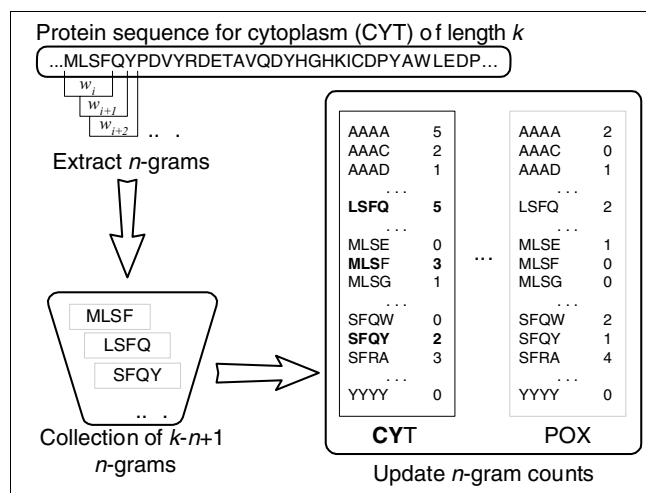 Protein sequence for cytoplasm (CYT) of length k
...MLSFQYPDVYRDETAVQDYHGHKICDPYAWLEDP...
w_i
w_{i+1}
w_{i+2} .. .
Extract n-grams
MLSF
LSFQ
SFQY
.. .
Collection of k-n+1
n-grams
AAAA 5
AAAC 2
AAAD 1
...
LSFQ 5
...
MLSE 0
MLSF 3
MLSG 1
...
SFQW 0
SFQY 2
SFRA 3
...
YYYY 0
CYT
...
AAAA 2
AAAC 0
AAAD 1
...
LSFQ 2
...
MLSE 1
MLSF 0
MLSG 0
...
SFQW 2
SFQY 1
SFRA 4
...
YYYY 0
POX
Update n-gram counts